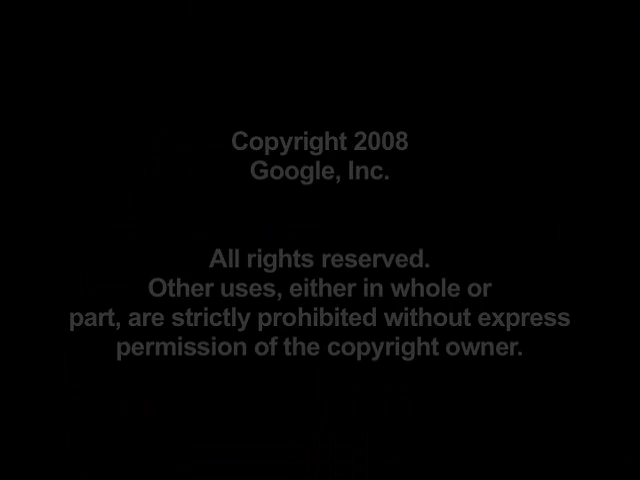 Copyright 2008
Google, Inc.
All rights reserved.
Other uses, either in whole or
part, are strictly prohibited without express
permission of the copyright owner.